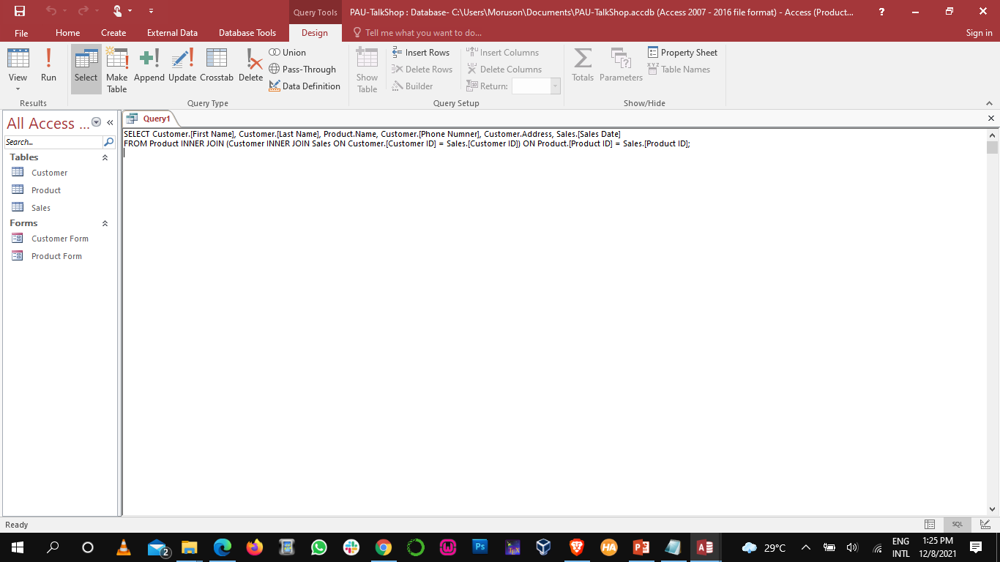 Query Tools
PAU-TalkShop : Database- C:\Users\Moruson\Documents\PAU-TalkShop.accdb (Access 2007 - 2016 file format) - Access (Product...
?
File
Home
Create
External Data
Database Tools
Design
Tell me what you want to do...
Sign in
View
Run
Select
Make Table
Append
Update
Crosstab
Delete
Union
Pass-Through
Data Definition
Show Table
Insert Rows
Delete Rows
Builder
Insert Columns
Delete Columns
Return:
Totals
Parameters
Property Sheet
XYZ Table Names
Results
Query Type
Query Setup
Show/Hide
All Access ...
Search...
Tables
Customer
Product
Sales
Forms
Customer Form
Product Form
Query1
SELECT Customer.[First Name], Customer.[Last Name], Product.Name, Customer.[Phone Numner], Customer.Address, Sales.[Sales Date]
FROM Product INNER JOIN (Customer INNER JOIN Sales ON Customer.[Customer ID] = Sales.[Customer ID]) ON Product.[Product ID] = Sales.[Product ID];
Ready
SQL
2
Ps
HA
29°C
ENG
INTL
1:25 PM
12/8/2021